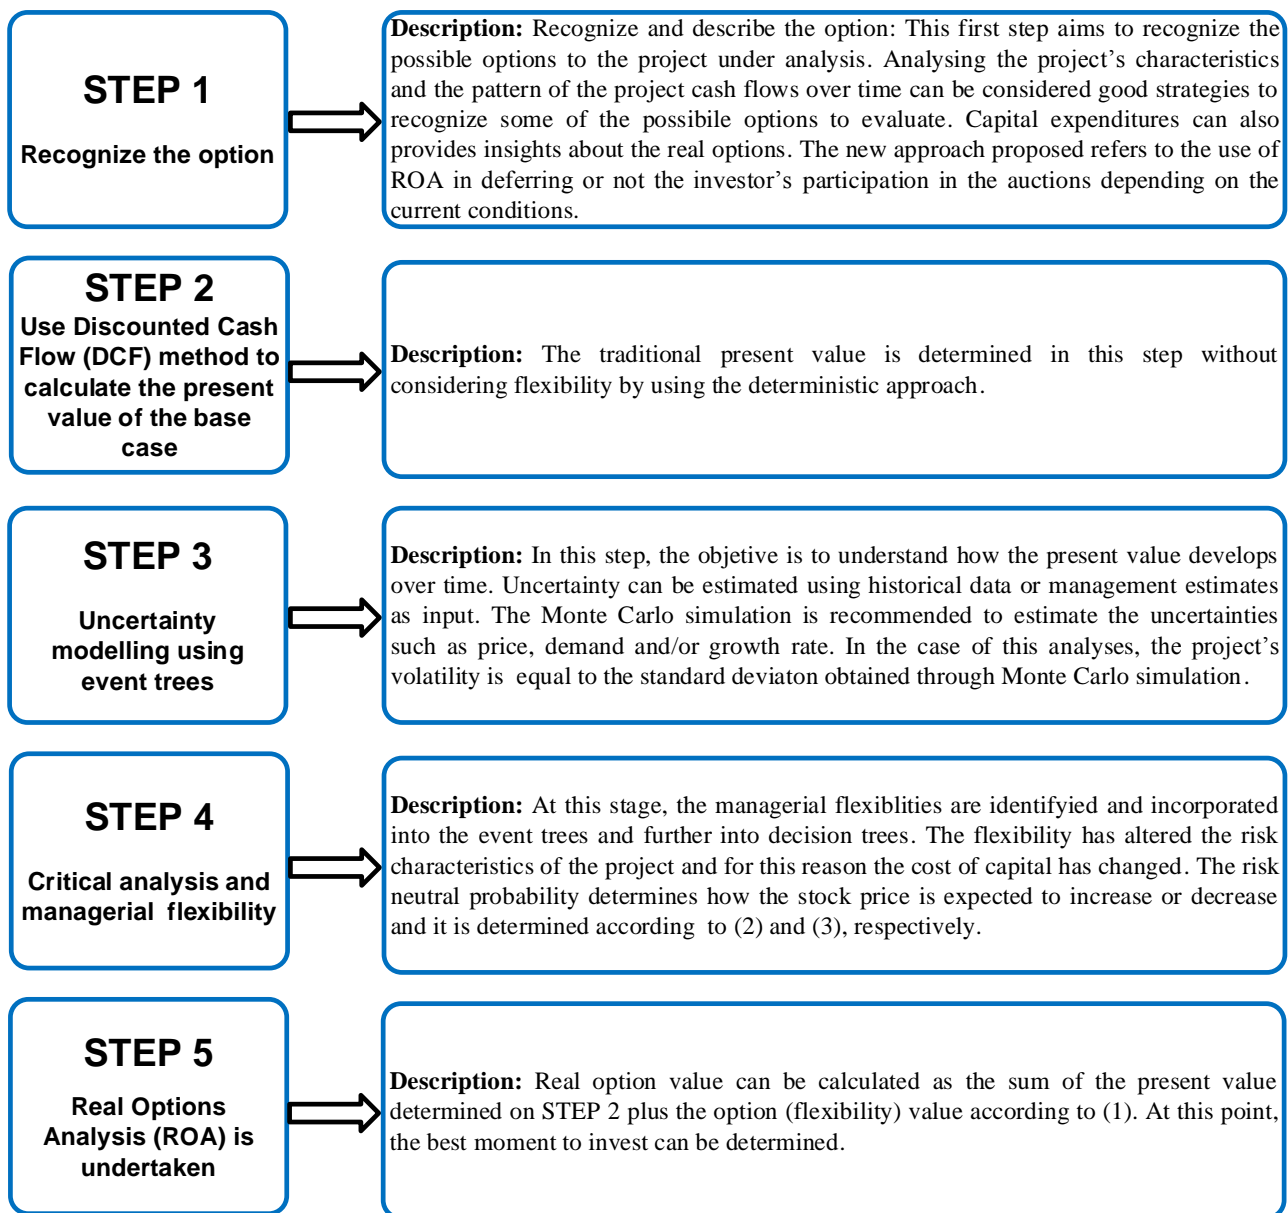 STEP 1
Recognize the option
Description: Recognize and describe the option: This first step aims to recognize the
possible options to the project under analysis. Analysing the project’s characteristics
and the pattern of the project cash flows over time can be considered good strategies to
recognize some of the possibile options to evaluate. Capital expenditures can also
provides insights about the real options. The new approach proposed refers to the use of
ROA in deferring or not the investor’s participation in the auctions depending on the
current conditions.
STEP 2
Use Discounted Cash
Flow (DCF) method to
calculate the present
value of the base
case
Description: The traditional present value is determined in this step without
considering flexibility by using the deterministic approach.
STEP 3
Uncertainty
modelling using
event trees
Description: In this step, the objetive is to understand how the present value develops
over time. Uncertainty can be estimated using historical data or management estimates
as input. The Monte Carlo simulation is recommended to estimate the uncertainties
such as price, demand and/or growth rate. In the case of this analyses, the project’s
volatility is equal to the standard deviaton obtained through Monte Carlo simulation.
STEP 4
Critical analysis and
managerial flexibility
Description: At this stage, the managerial flexiblities are identifyied and incorporated
into the event trees and further into decision trees. The flexibility has altered the risk
characteristics of the project and for this reason the cost of capital has changed. The risk
neutral probability determines how the stock price is expected to increase or decrease
and it is determined according to (2) and (3), respectively.
STEP 5
Real Options
Analysis (ROA) is
undertaken
Description: Real option value can be calculated as the sum of the present value
determined on STEP 2 plus the option (flexibility) value according to (1). At this point,
the best moment to invest can be determined.